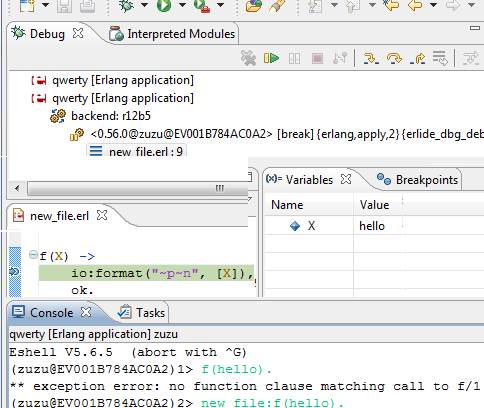 Debug
Interpreted Modules
qwerty [Erlang application]
qwerty [Erlang application]
backend: r12b5
<0.56.0@zuzu@EV001B784AC0A2> [break] {erlang,apply,2} {erlide_dbg_deb
new_file.erl : 9
Variables
Breakpoints
Name Value
X hello
new_file.erl
f(X) ->
io:format("~p~n", [X]),
ok.
Console
Tasks
qwerty [Erlang application] zuzu
Eshell V5.6.5 (abort with ^G)
(zuzu@EV001B784AC0A2)1> f(hello).
** exception error: no function clause matching call to f/1
(zuzu@EV001B784AC0A2)2> new_file:f(hello).